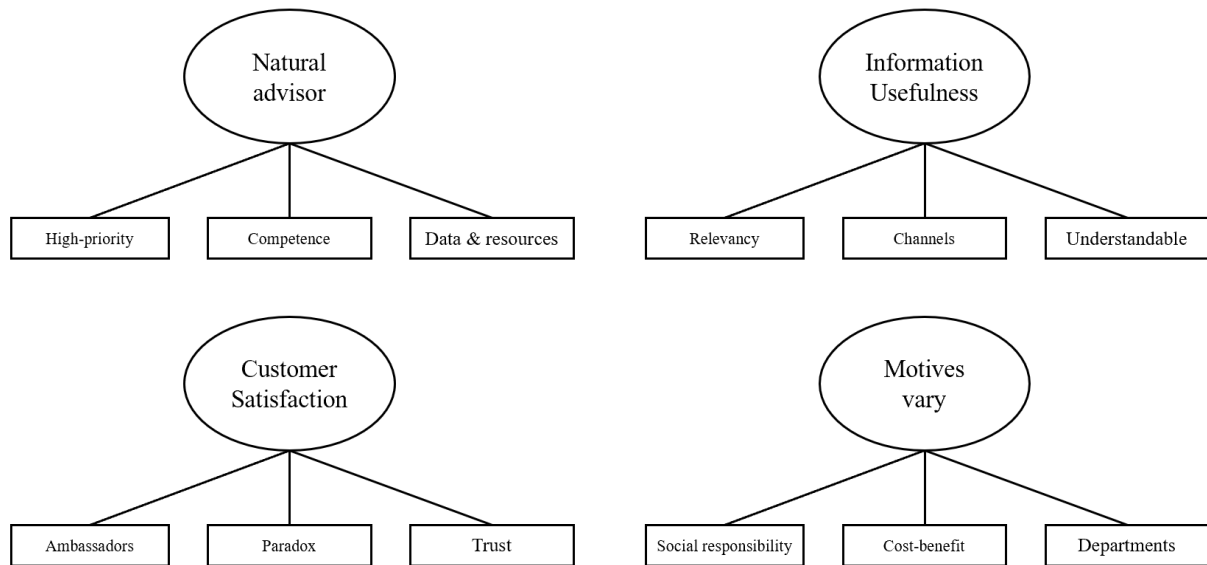 Natural
advisor
High-priority
Competence
Data & resources
Information
Usefulness
Relevancy
Channels
Understandable
Customer
Satisfaction
Ambassadors
Paradox
Trust
Motives
vary
Social responsibility
Cost-benefit
Departments